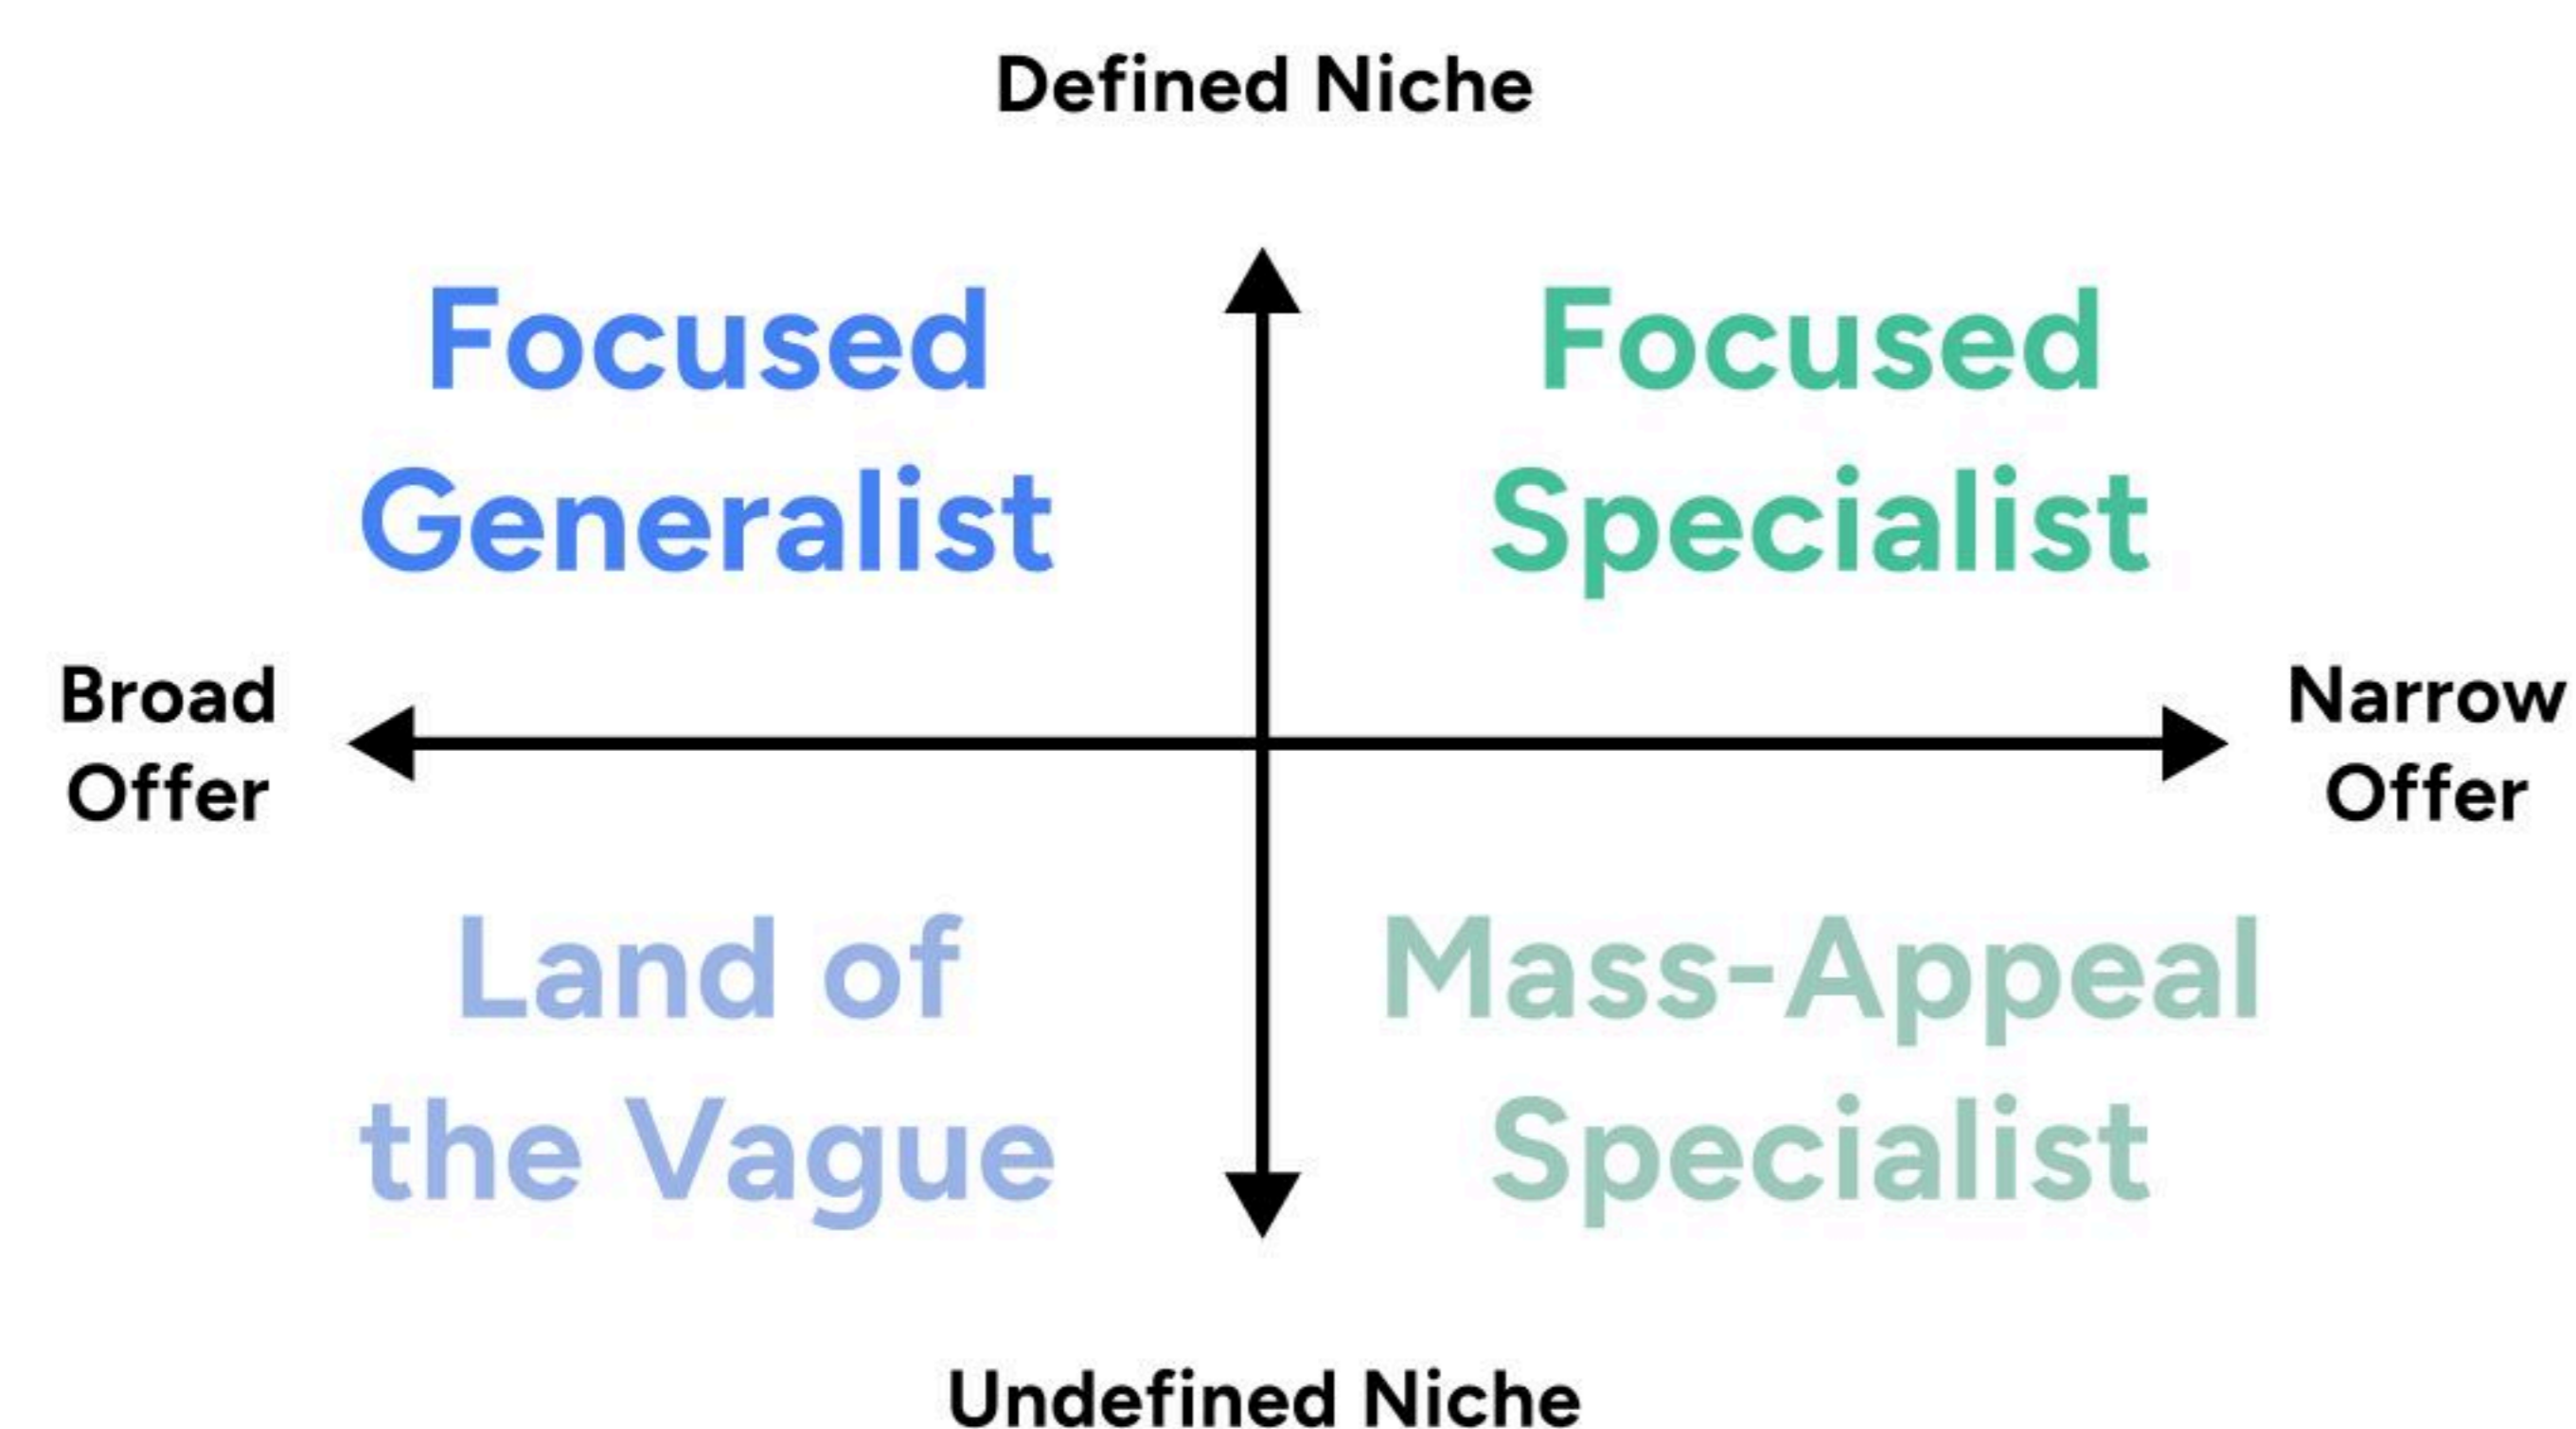 Defined Niche
Focused
Generalist
Focused
Specialist
Broad
Offer
Narrow
Offer
Land of
the Vague
Mass-Appeal
Specialist
Undefined Niche